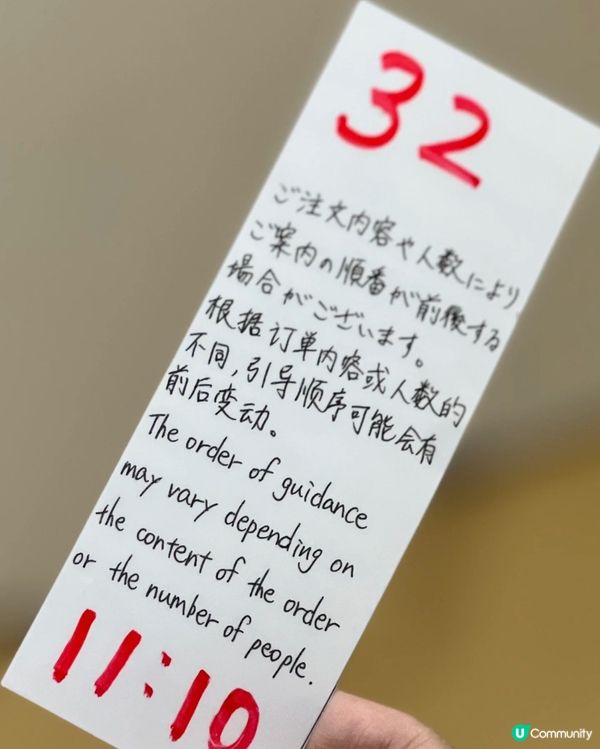 32
ご注文内容や人数により、
ご案内の順番が前後する
場合がございます。
根据订单内容或人数的
不同,引导顺序可能会有
前后变动。
The order of guidance
may vary depending on
the content of the order
or the number of people.
11:10
U Community